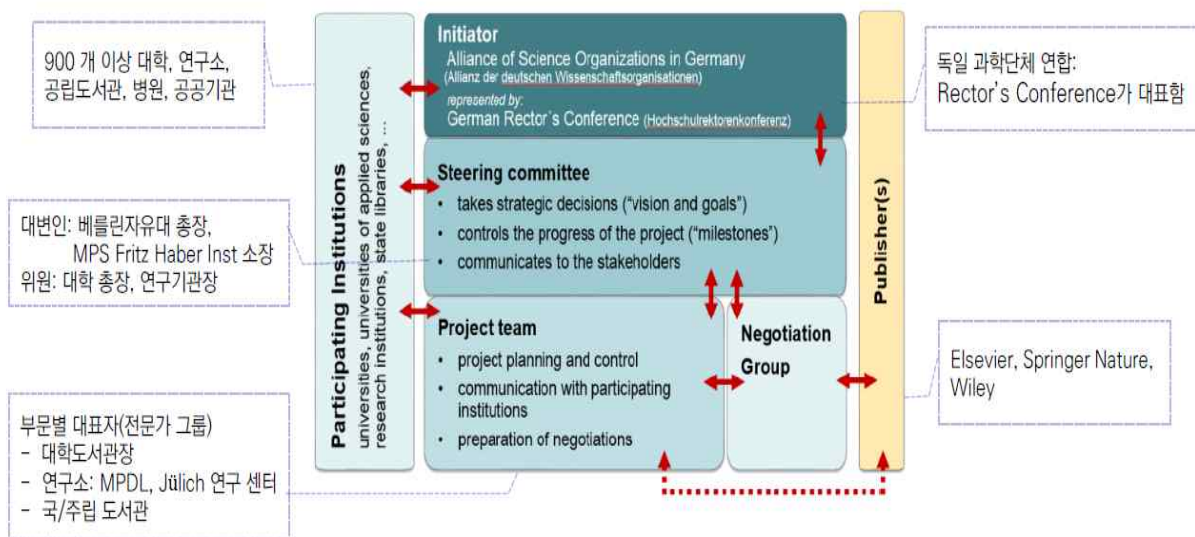 900 개 이상 대학, 연구소,
공립도서관, 병원, 공공기관
대변인: 베를린자유대 총장,
MPS Fritz Haber Inst 소장
위원: 대학 총장, 연구기관장
부문별 대표자(전문가 그룹)
- 대학도서관장
- 연구소: MPDL, Jülich 연구 센터
- 국/주립 도서관
Participating Institutions
universities, universities of applied sciences,
research institutions, state libraries, ...
Initiator
Alliance of Science Organizations in Germany
(Allianz der deutschen Wissenschaftsorganisationen)
represented by:
German Rector`s Conference (Hochschulrektorenkonferenz)
Steering committee
• takes strategic decisions ("vision and goals")
• controls the progress of the project ("milestones")
• communicates to the stakeholders
Project team
• project planning and control
• communication with participating
institutions
• preparation of negotiations
Negotiation
Group
Publisher(s)
독일 과학단체 연합:
Rector's Conference가 대표함
Elsevier, Springer Nature,
Wiley